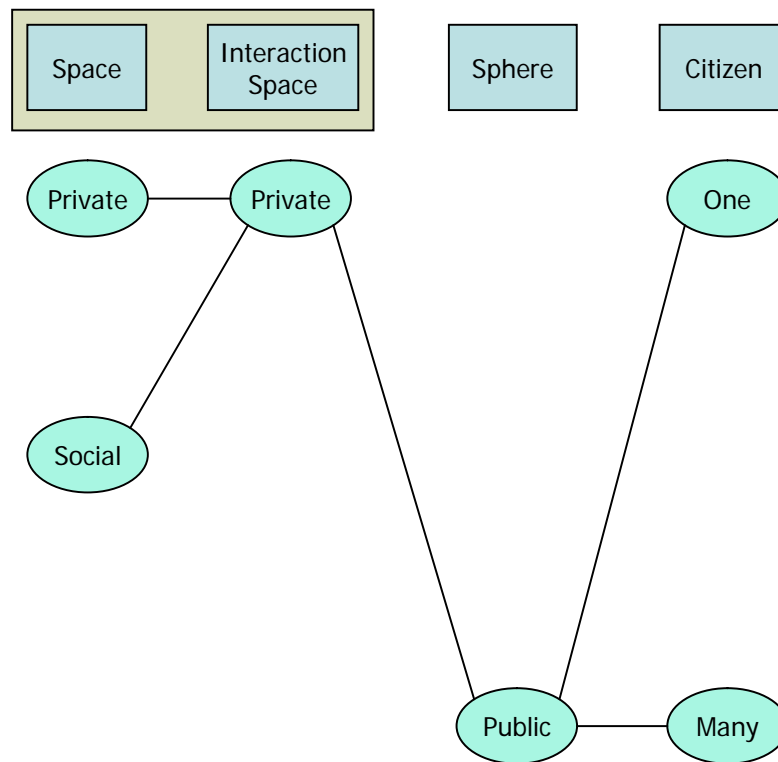 Space
Interaction
Space
Sphere
Citizen
Private
Private
One
Social
Public
Many